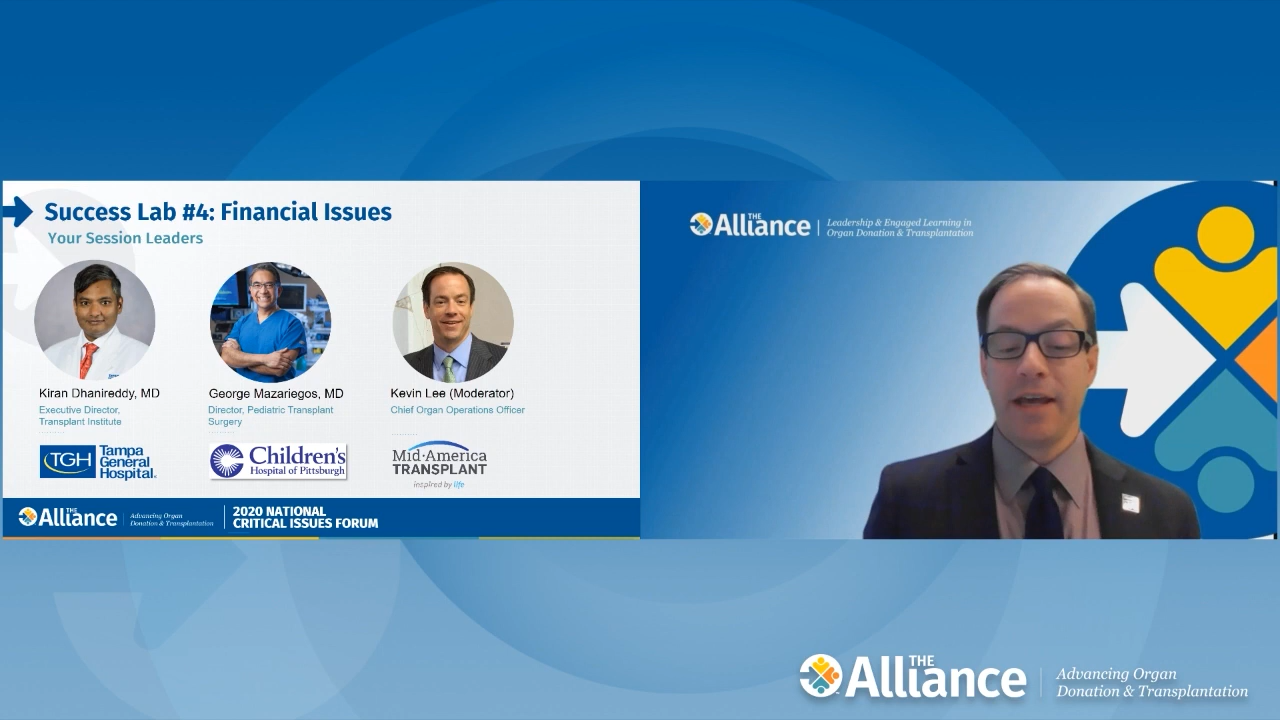 Success Lab #4: Financial Issues
Your Session Leaders
Kiran Dhanireddy, MD
Executive Director,
Transplant Institute
TGH
Tampa
General
Hospital.
George Mazariegos, MD
Director, Pediatric Transplant
Surgery
Children's
Hospital of Pittsburgh
Kevin Lee (Moderator)
Chief Organ Operations Officer
Mid-America
TRANSPLANT
inspired by life
THE
Alliance
Advancing Organ
Donation & Transplantation
2020 NATIONAL
CRITICAL ISSUES FORUM
THE
Alliance
Leadership & Engaged Learning in
Organ Donation & Transplantation
THE
Alliance
Advancing Organ
Donation & Transplantation